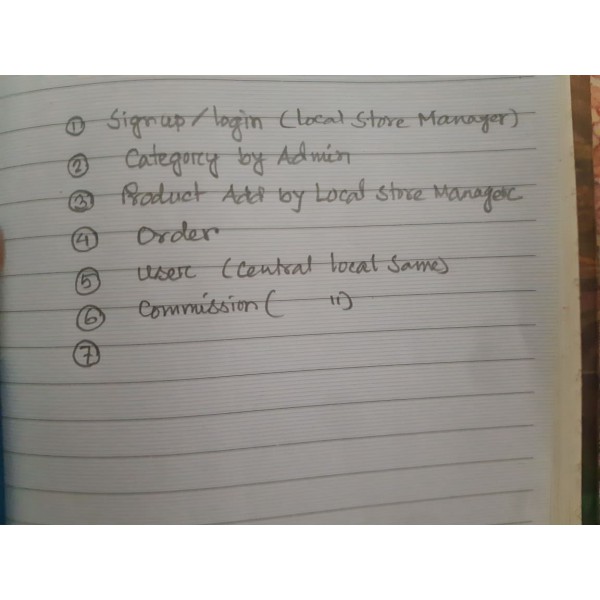 ① Signup/login (Local Store Manager)
② Category by Admin
③ Product Add by Local Store Manager
④ Order
⑤ User (Central local Same)
⑥ Commission ( ")
⑦